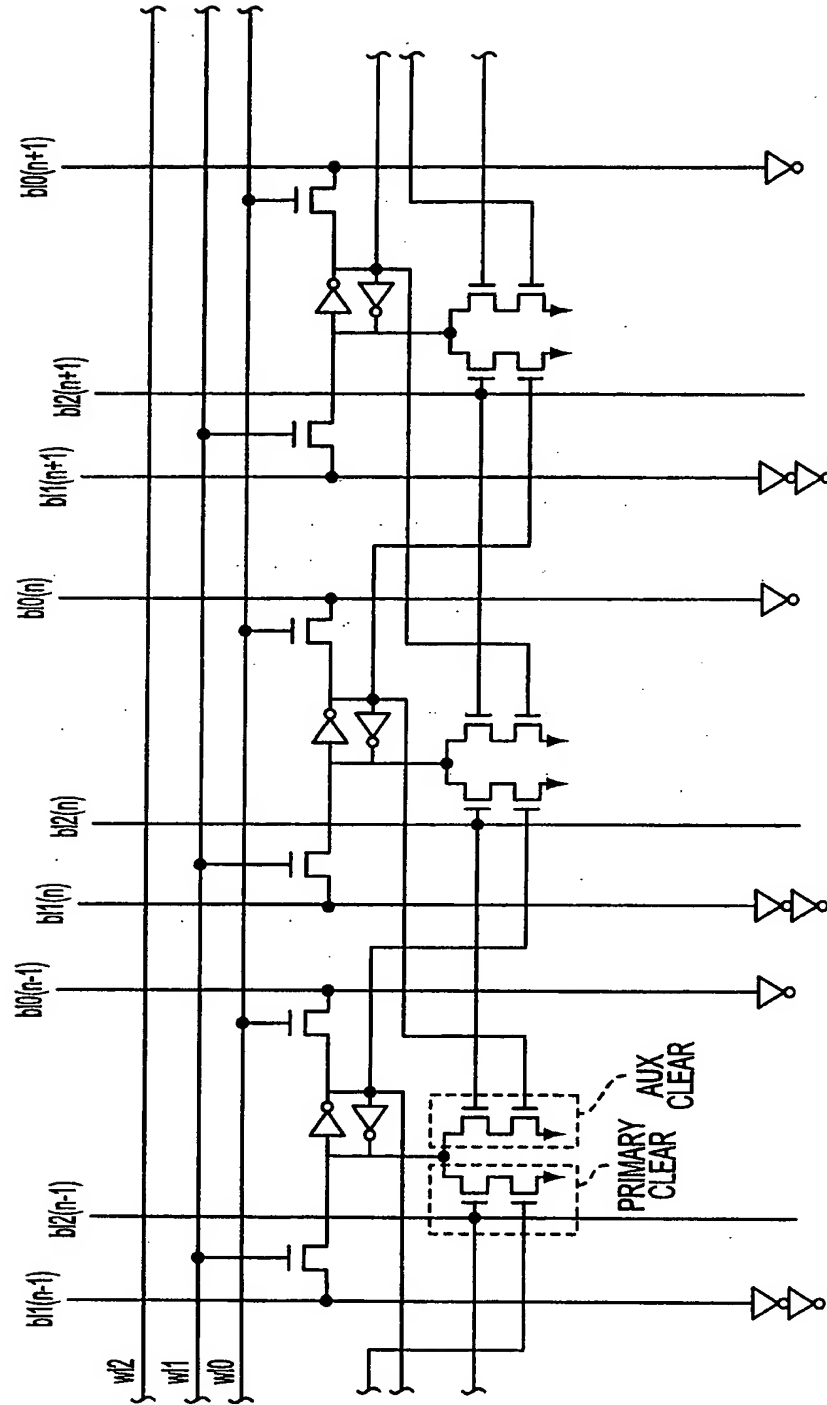 wl2
wl1
wl0
bl1(n-1)
bl2(n-1)
bl0(n-1)
bl1(n)
bl2(n)
bl0(n)
bl1(n+1)
bl2(n+1)
bl0(n+1)
PRIMARY
CLEAR
AUX
CLEAR